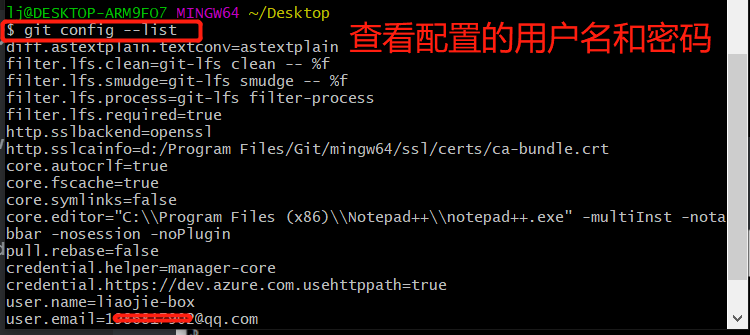 lj@DESKTOP-ARM9FO7 MINGW64 ~/Desktop
$ git config --list
查看配置的用户名和密码
diff.astextplain.textconv=astextplain
filter.lfs.clean=git-lfs clean -- %f
filter.lfs.smudge=git-lfs smudge -- %f
filter.lfs.process=git-lfs filter-process
filter.lfs.required=true
http.sslbackend=openssl
http.sslcainfo=d:/Program Files/Git/mingw64/ssl/certs/ca-bundle.crt
core.autocrlf=true
core.fscache=true
core.symlinks=false
core.editor="C:\\Program Files (x86)\\Notepad++\\notepad++.exe" -multiInst -nota
bbar -nosession -noPlugin
pull.rebase=false
credential.helper=manager-core
credential.https://dev.azure.com.usehttppath=true
user.name=liaojie-box
user.email=@qq.com